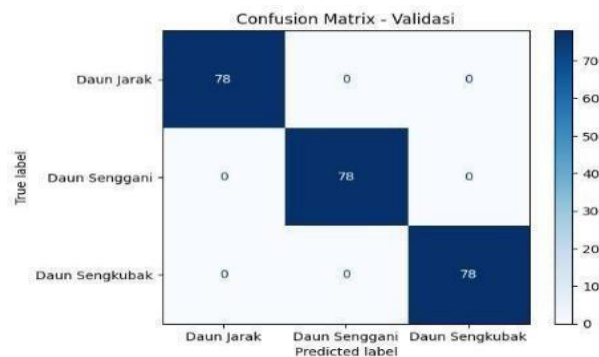 Confusion Matrix - Validasi
Daun Jarak
78 0 0
Daun Senggani
0 78 0
Daun Sengkubak
0 0 78
True label
Daun Jarak Daun Senggani Daun Sengkubak
Predicted label
70
60
50
40
30
20
10
0